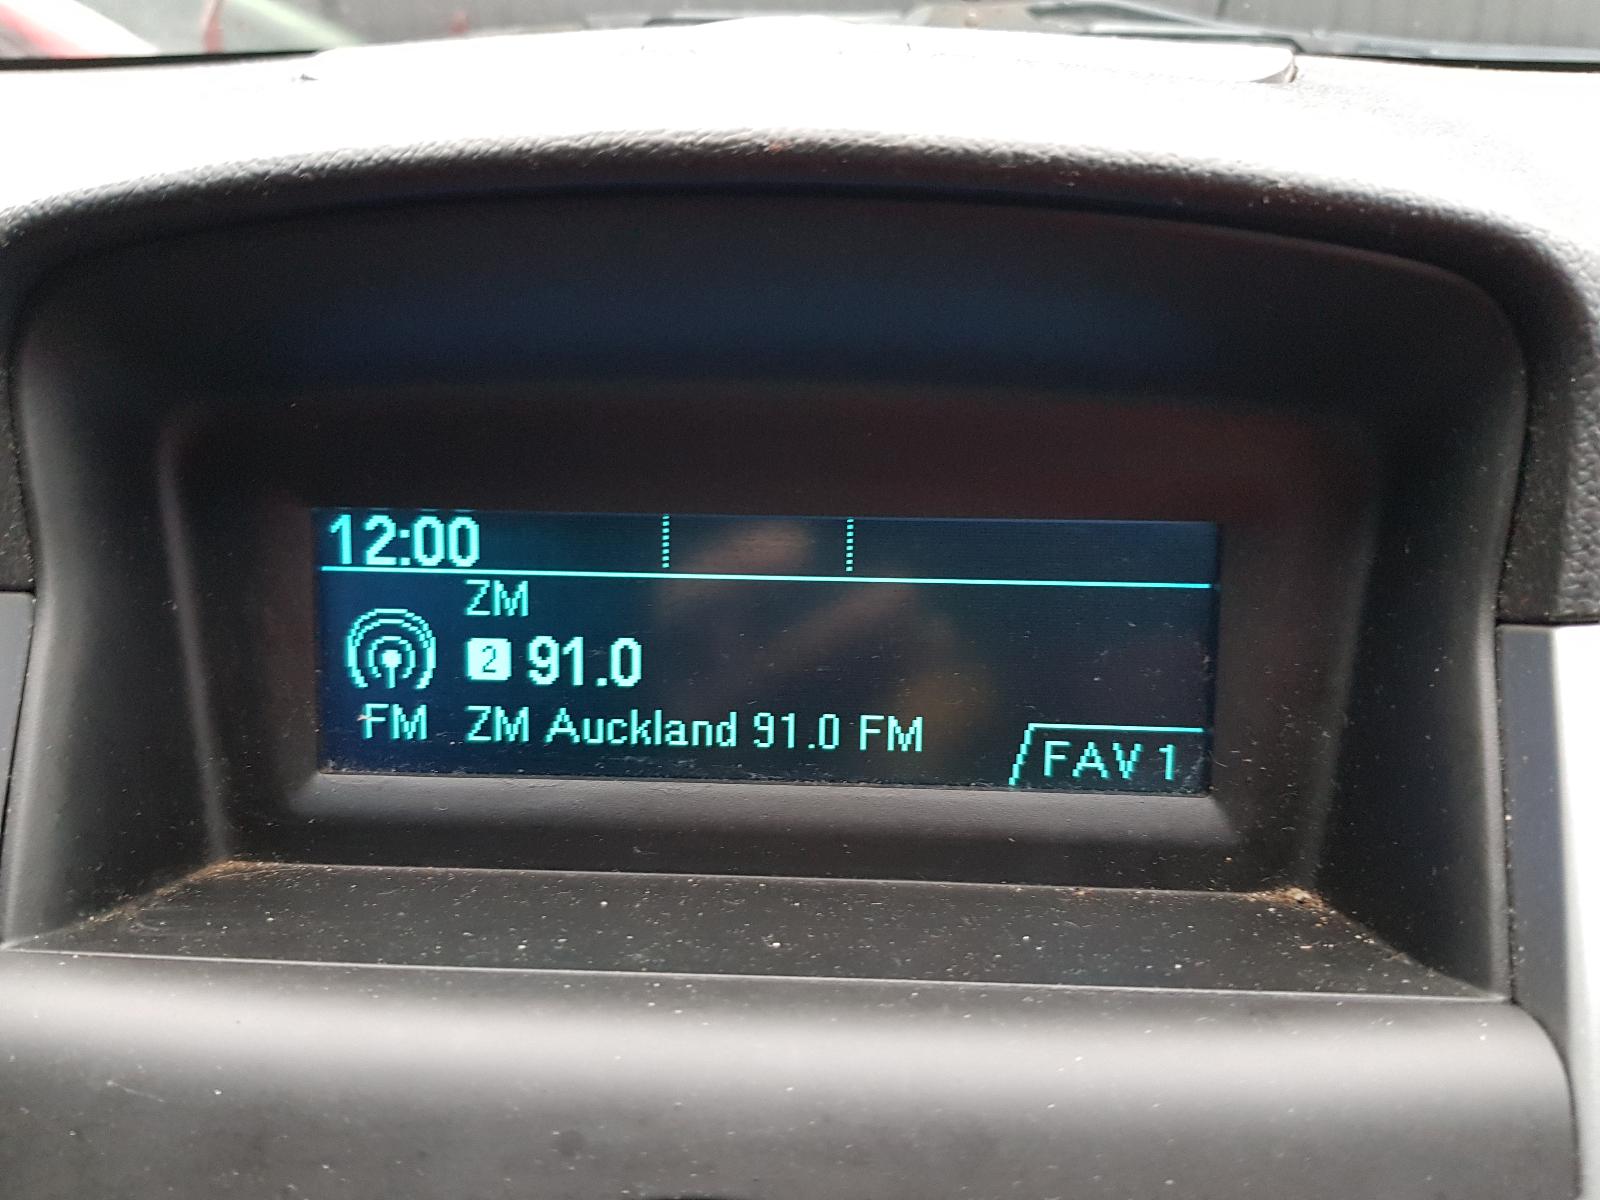 12:00
ZM
2 91.0
FM ZM Auckland 91.0 FM
FAV 1